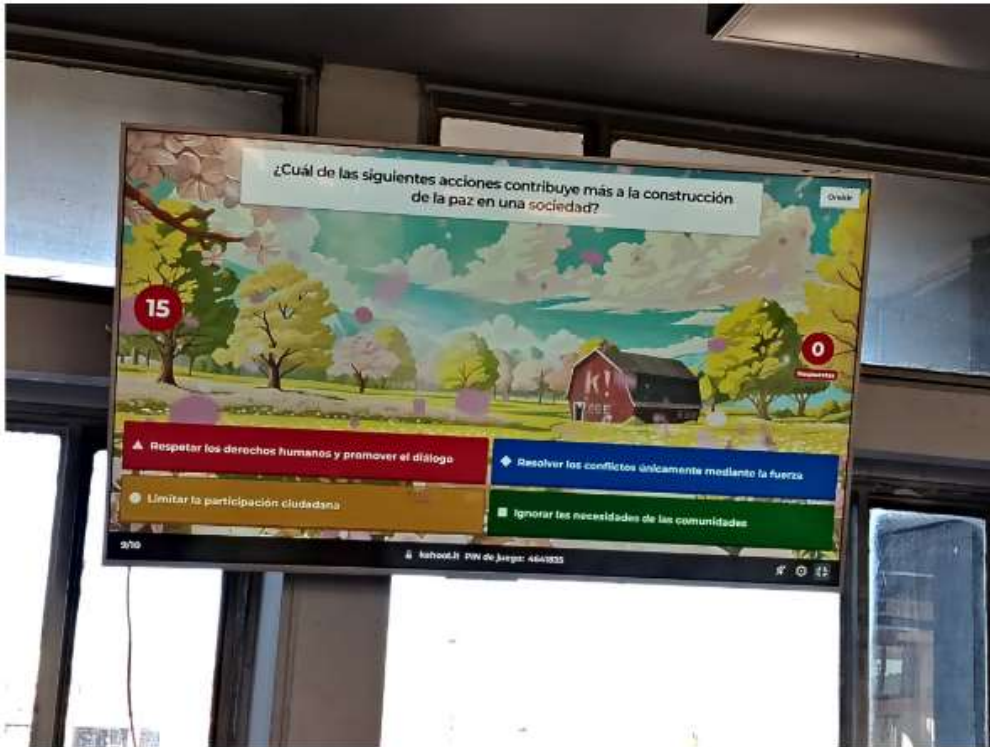 ¿Cuál de las siguientes acciones contribuye más a la construcción
de la paz en una sociedad?
Omitir
15
0
Respuestas
k!
Respetar los derechos humanos y promover el diálogo
Resolver los conflictos únicamente mediante la fuerza
Limitar la participación ciudadana
Ignorar las necesidades de las comunidades
9/10
kahoot.it PIN de juego: 4641835